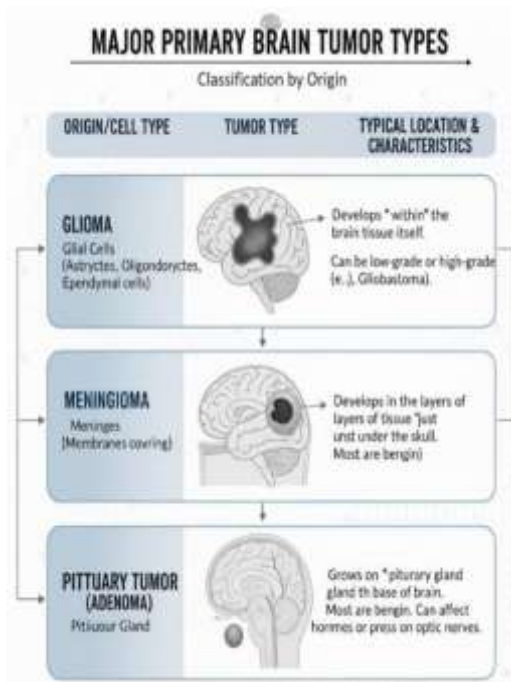 MAJOR PRIMARY BRAIN TUMOR TYPES
Classification by Origin
ORIGIN/CELL TYPE
TUMOR TYPE
TYPICAL LOCATION &
CHARACTERISTICS
GLIOMA
Glial Cells
(Astryctes, Oligondoryctes,
Ependymal cells)
Develops "within" the
brain tissue itself.
Can be low-grade or high-grade
(e..), Gliobastoma).
MENINGIOMA
Meninges
(Membranes covring)
Develops in the layers of
layers of tissue "just
unst under the skull.
Most are bengin)
PITTUARY TUMOR
(ADENOMA)
Pitiuour Gland
Grows on "piturary gland
gland th base of brain.
Most are bengin. Can affect
hormes or press on optic nerves.